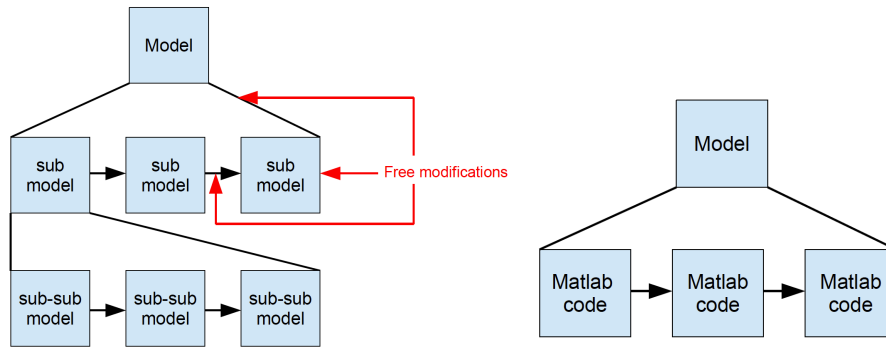 Model
sub
model
sub
model
sub
model
Free modifications
sub-sub
model
sub-sub
model
sub-sub
model
Model
Matlab
code
Matlab
code
Matlab
code